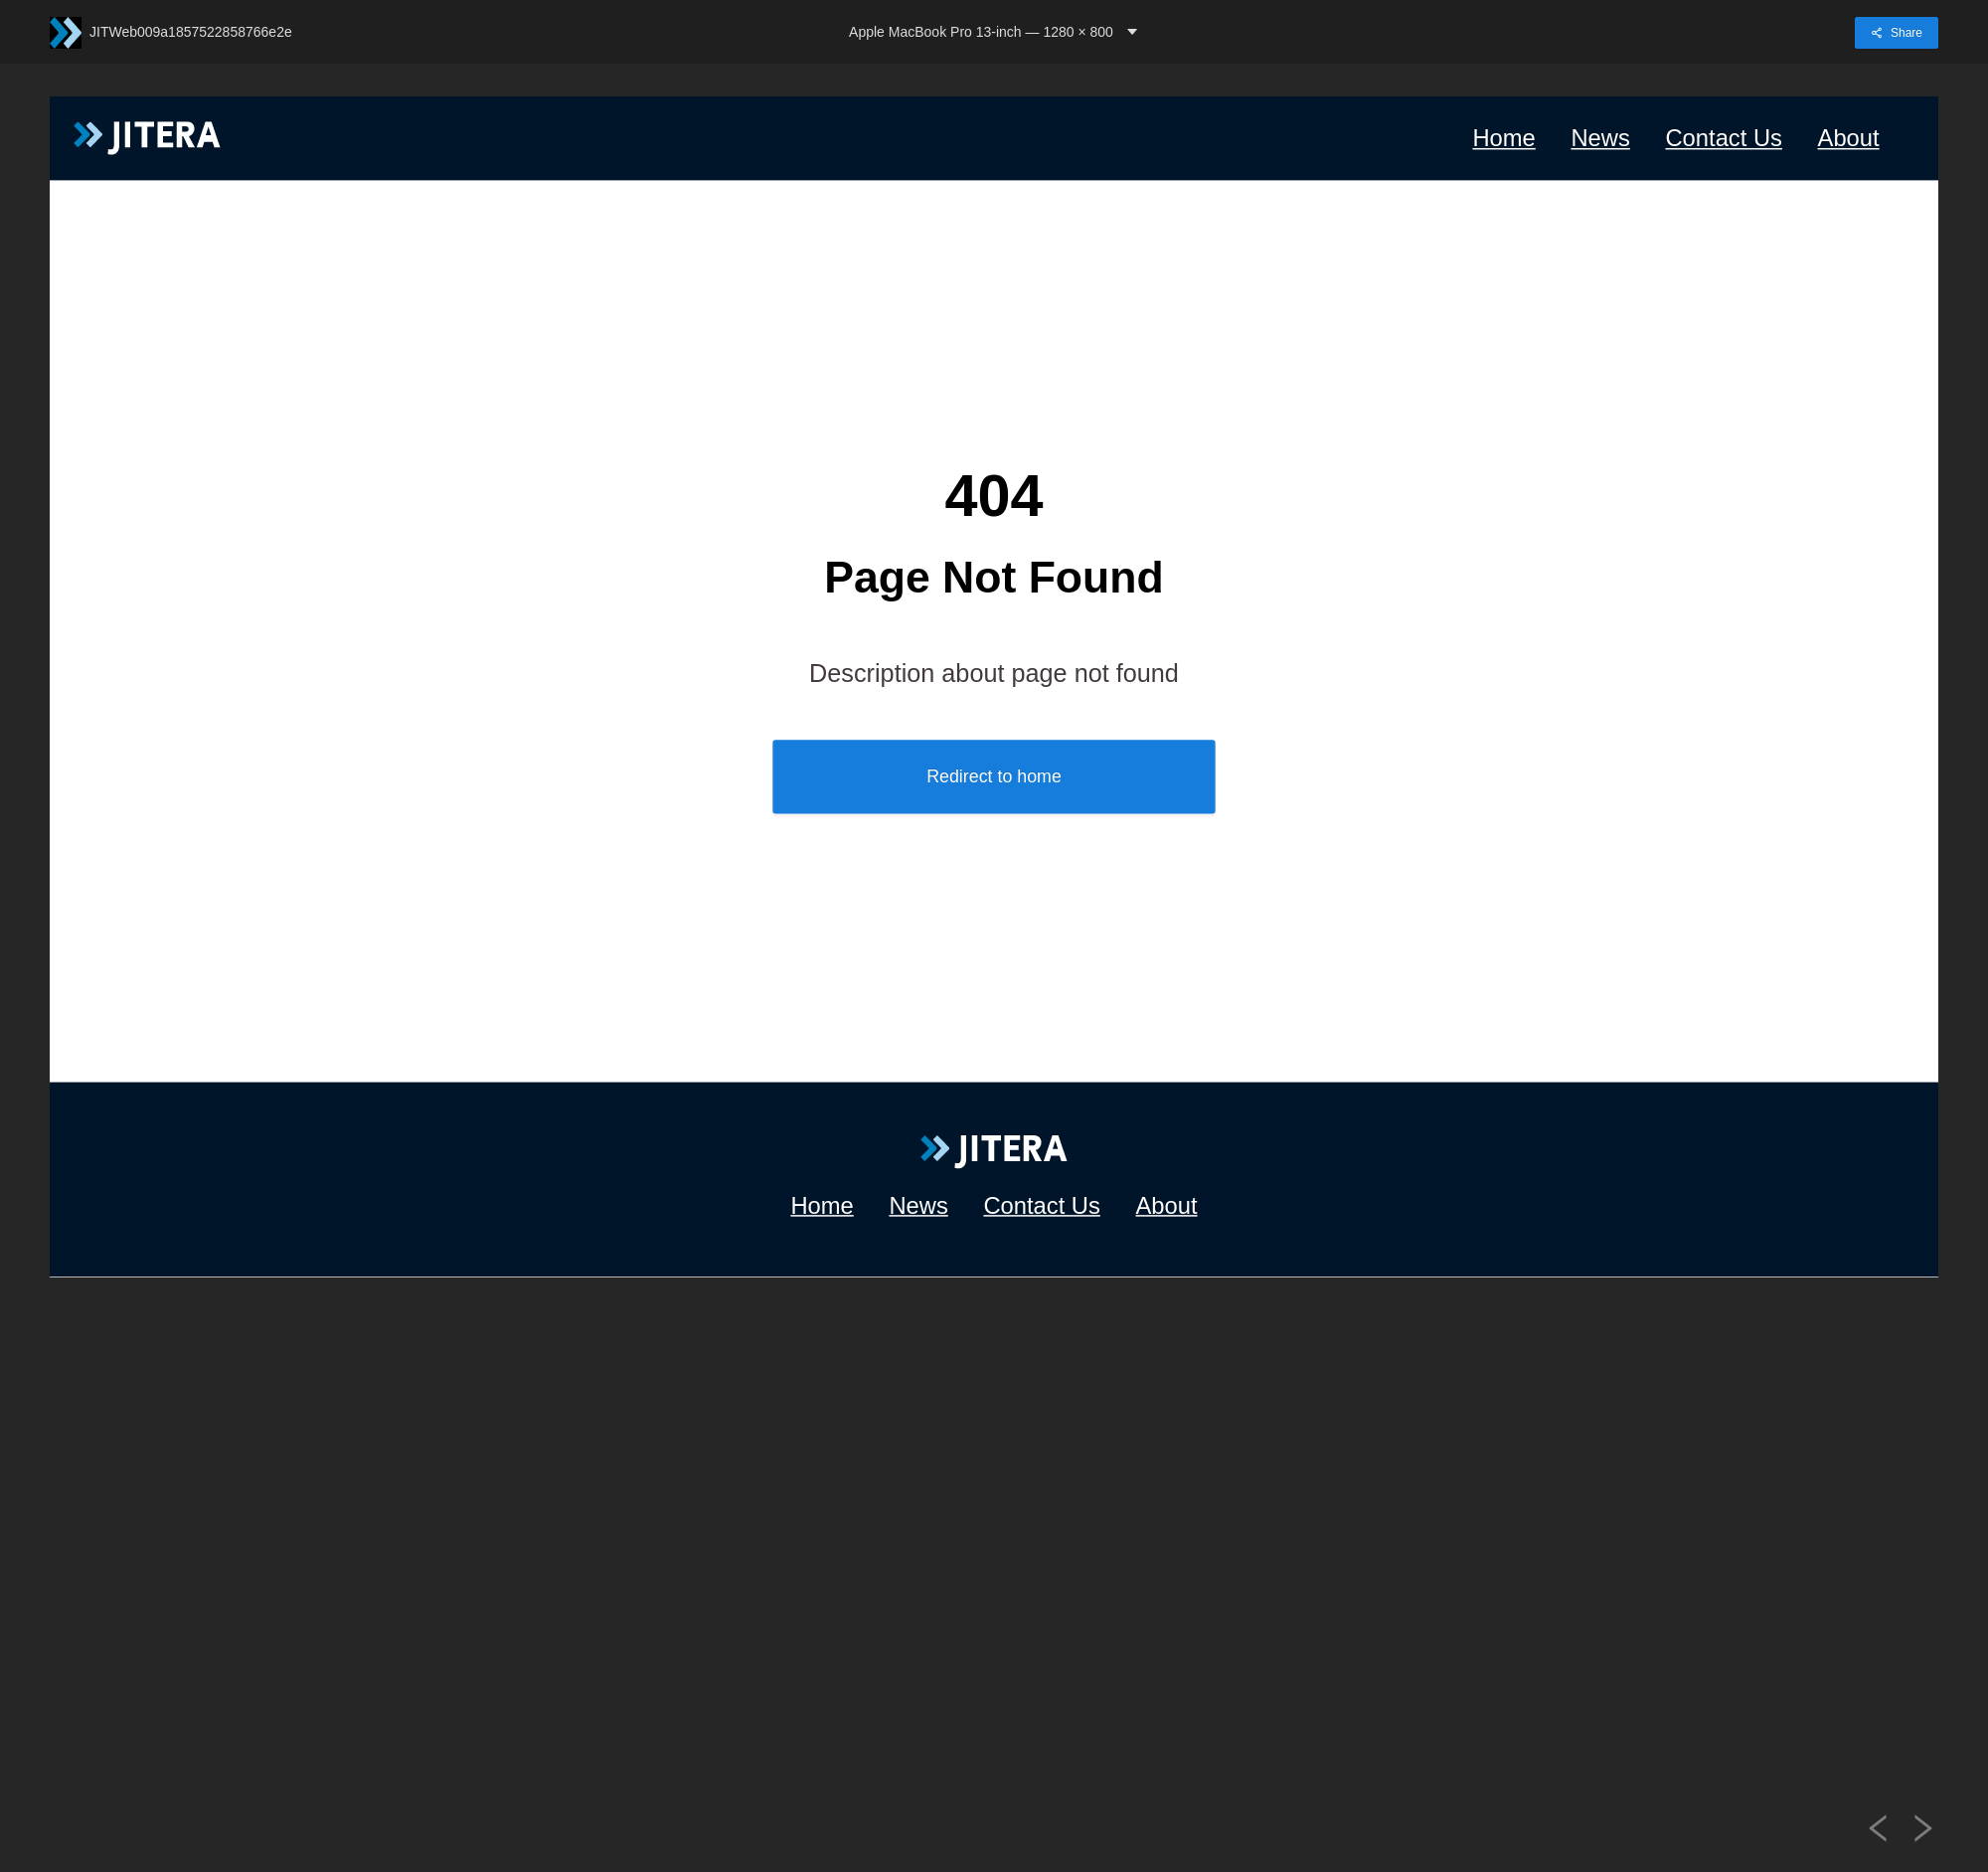 JITWeb009a1857522858766e2e
Apple MacBook Pro 13-inch — 1280 × 800
Share
JITERA
Home News Contact Us About
404
Page Not Found
Description about page not found
Redirect to home
JITERA
Home News Contact Us About